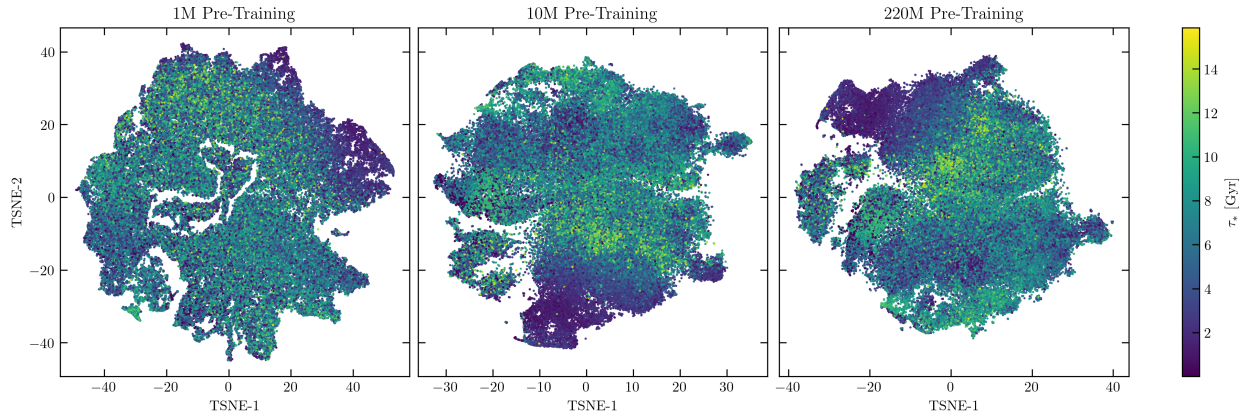 1M Pre-Training 10M Pre-Training 220M Pre-Training
40 20 0 −20 −40
TSNE-2
−40 −20 0 20 40
−30 −20 −10 0 10 20 30
−40 −20 0 20 40
TSNE-1 TSNE-1 TSNE-1
14 12 10 8 6 4 2
τ* [Gyr]